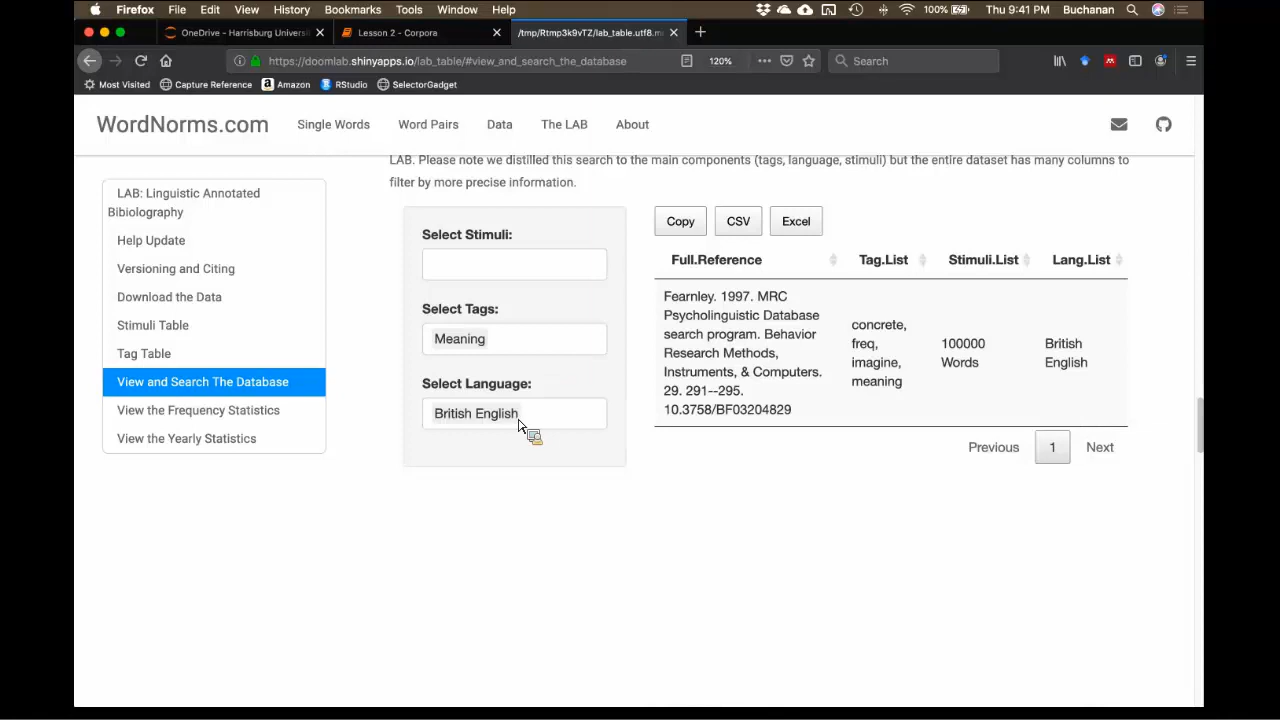 Firefox File Edit View History Bookmarks Tools Window Help 100% Thu 9:41 PM Buchanan
OneDrive - Harrisburg Universi Lesson 2 - Corpora /tmp/Rtmp3k9vTZ/lab_table.utf8.m
https://doomlab.shinyapps.io/lab_table/#view_and_search_the_database 120% Search
Most Visited Capture Reference Amazon RStudio SelectorGadget
WordNorms.com Single Words Word Pairs Data The LAB About
LAB. Please note we distilled this search to the main components (tags, language, stimuli) but the entire dataset has many columns to
filter by more precise information.
LAB: Linguistic Annotated
Bibiolography
Help Update
Versioning and Citing
Download the Data
Stimuli Table
Tag Table
View and Search The Database
View the Frequency Statistics
View the Yearly Statistics
Select Stimuli:
Select Tags:
Meaning
Select Language:
British English
Copy CSV Excel
Full.Reference Tag.List Stimuli.List Lang.List
Fearnley. 1997. MRC
Psycholinguistic Database
search program. Behavior
Research Methods,
Instruments, & Computers.
29. 291--295.
10.3758/BF03204829
concrete,
freq,
imagine,
meaning
100000
Words
British
English
Previous 1 Next